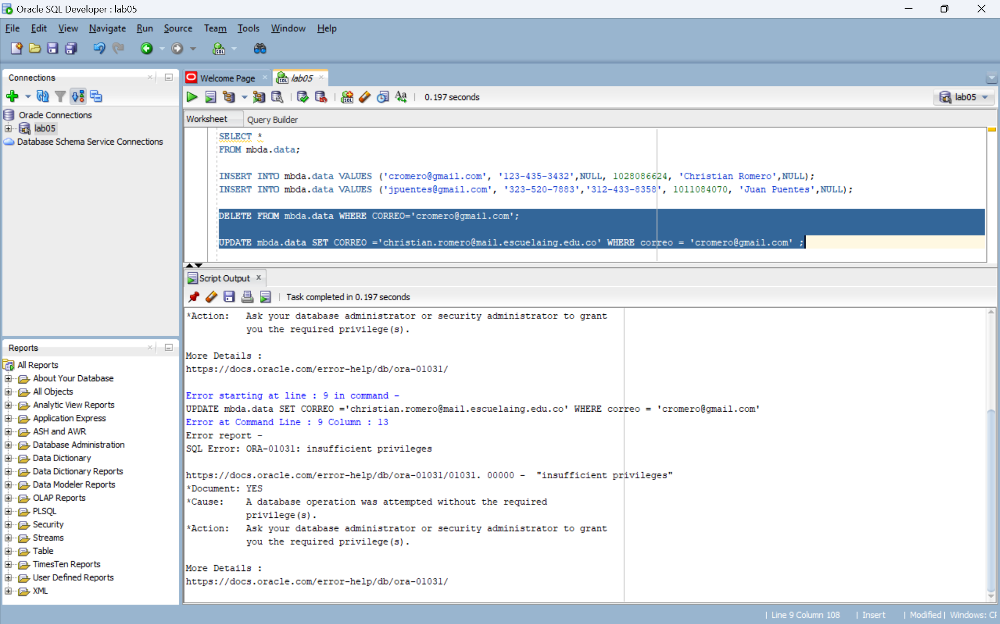 Oracle SQL Developer : lab05
File Edit View Navigate Run Source Team Tools Window Help
Connections
Oracle Connections
lab05
Database Schema Service Connections
Reports
All Reports
About Your Database
All Objects
Analytic View Reports
Application Express
ASH and AWR
Database Administration
Data Dictionary
Data Dictionary Reports
Data Modeler Reports
OLAP Reports
PLSQL
Security
Streams
Table
TimesTen Reports
User Defined Reports
XML
Welcome Page
lab05
0.197 seconds
lab05
Worksheet Query Builder
SELECT *
FROM mbda.data;
INSERT INTO mbda.data VALUES ('cromero@gmail.com', '123-435-3432',NULL, 1028086624, 'Christian Romero',NULL);
INSERT INTO mbda.data VALUES ('jpuentes@gmail.com', '323-520-7883','312-433-8358', 1011084070, 'Juan Puentes',NULL);
DELETE FROM mbda.data WHERE CORREO='cromero@gmail.com';
UPDATE mbda.data SET CORREO ='christian.romero@mail.escuelaing.edu.co' WHERE correo = 'cromero@gmail.com' ;
Script Output
Task completed in 0.197 seconds
*Action: Ask your database administrator or security administrator to grant
you the required privilege(s).
More Details :
https://docs.oracle.com/error-help/db/ora-01031/
Error starting at line : 9 in command -
UPDATE mbda.data SET CORREO ='christian.romero@mail.escuelaing.edu.co' WHERE correo = 'cromero@gmail.com'
Error at Command Line : 9 Column : 13
Error report -
SQL Error: ORA-01031: insufficient privileges
https://docs.oracle.com/error-help/db/ora-01031/01031. 00000 - "insufficient privileges"
*Document: YES
*Cause: A database operation was attempted without the required
privilege(s).
*Action: Ask your database administrator or security administrator to grant
you the required privilege(s).
More Details :
https://docs.oracle.com/error-help/db/ora-01031/
Line 9 Column 108 | Insert | Modified | Windows: